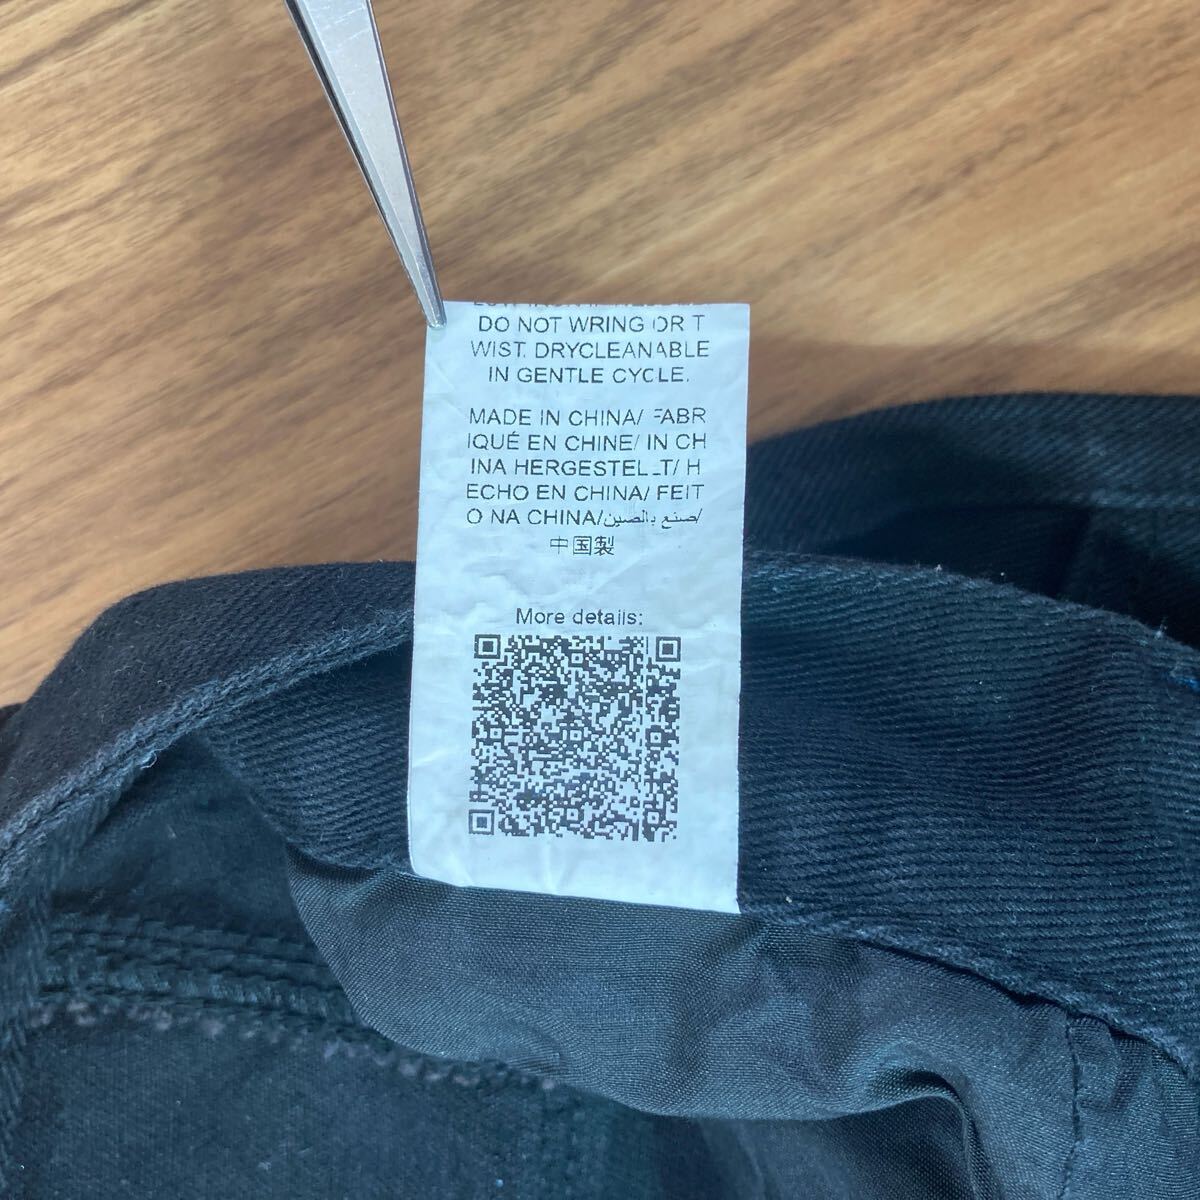 DO NOT WRING OR T
WIST. DRYCLEANABLE
IN GENTLE CYCLE.
MADE IN CHINA/ FABR
IQUÉ EN CHINE/ IN CH
INA HERGESTELLT/ H
ECHO EN CHINA/ FEIT
O NA CHINA/صنع بالصين/
中国製
More details: